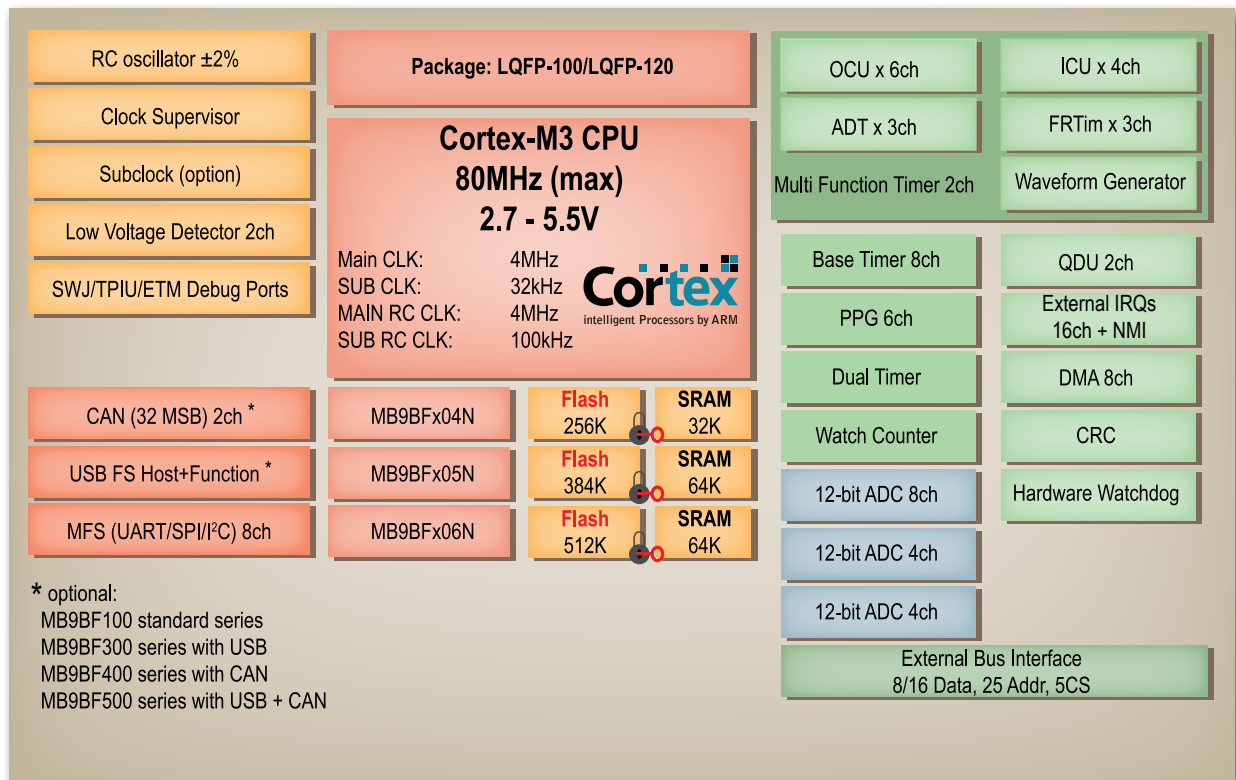 RC oscillator ±2%
Clock Supervisor
Subclock (option)
Low Voltage Detector 2ch
SWJ/TPIU/ETM Debug Ports
Package: LQFP-100/LQFP-120
Cortex-M3 CPU
80MHz (max)
2.7 - 5.5V
Main CLK: 4MHz
SUB CLK: 32kHz
MAIN RC CLK: 4MHz
SUB RC CLK: 100kHz
Cortex
intelligent Processors by ARM
OCU x 6ch
ICU x 4ch
ADT x 3ch
FRTim x 3ch
Multi Function Timer 2ch
Waveform Generator
Base Timer 8ch
QDU 2ch
PPG 6ch
External IRQs
16ch + NMI
Dual Timer
DMA 8ch
Watch Counter
CRC
12-bit ADC 8ch
Hardware Watchdog
12-bit ADC 4ch
12-bit ADC 4ch
External Bus Interface
8/16 Data, 25 Addr, 5CS
CAN (32 MSB) 2ch *
USB FS Host+Function *
MFS (UART/SPI/I²C) 8ch
MB9BFx04N
Flash
256K
SRAM
32K
MB9BFx05N
Flash
384K
SRAM
64K
MB9BFx06N
Flash
512K
SRAM
64K
* optional:
MB9BF100 standard series
MB9BF300 series with USB
MB9BF400 series with CAN
MB9BF500 series with USB + CAN